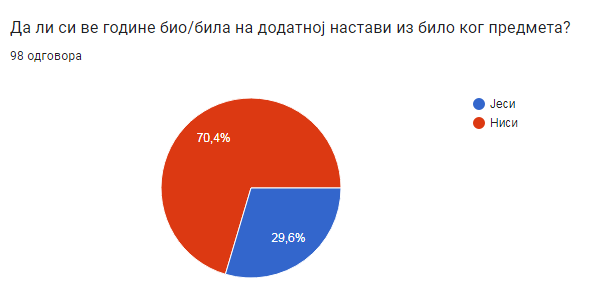 Да ли си ве године био/била на додатној настави из било ког предмета?
98 одговора
Јеси
Ниси
70,4%
29,6%